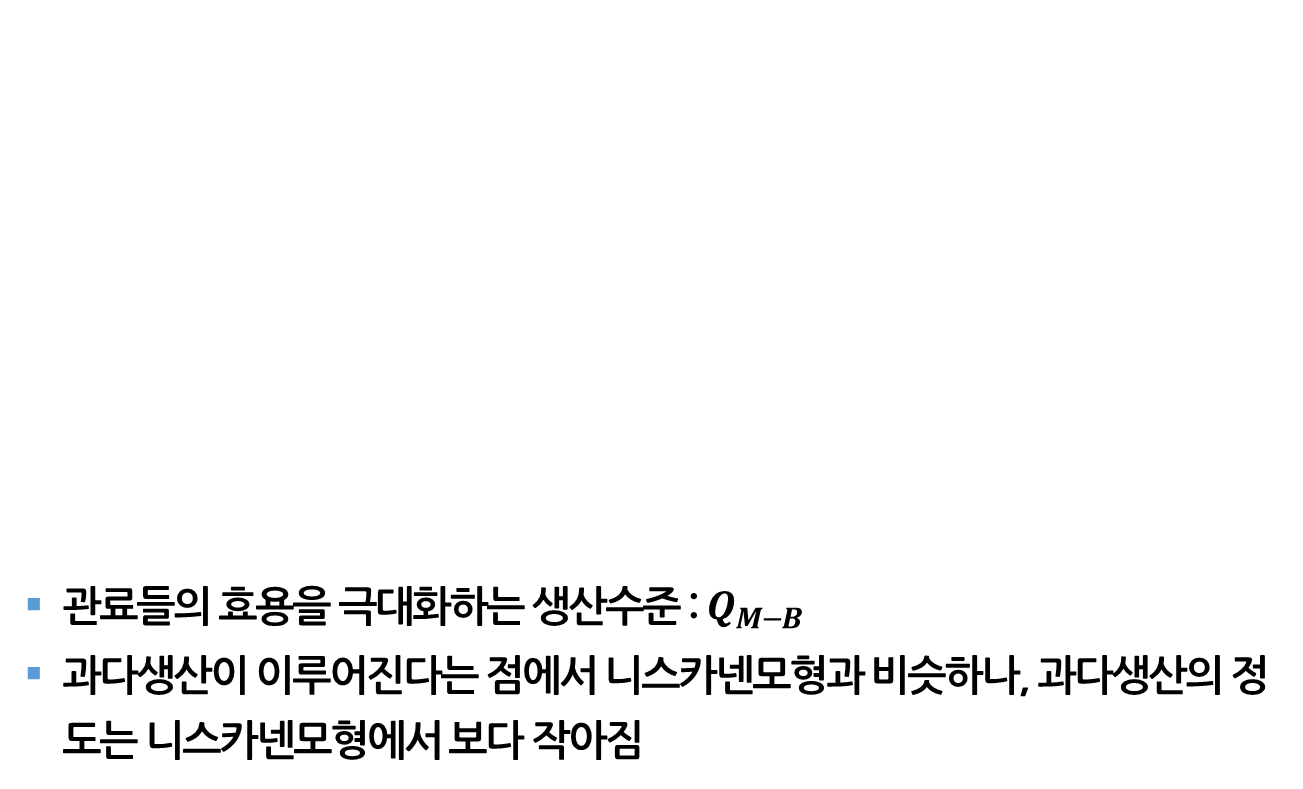 ▪ 관료들의 효용을 극대화하는 생산수준 : Q_{M−B}
▪ 과다생산이 이루어진다는 점에서 니스카넨모형과 비슷하나, 과다생산의 정
도는 니스카넨모형에서 보다 작아짐